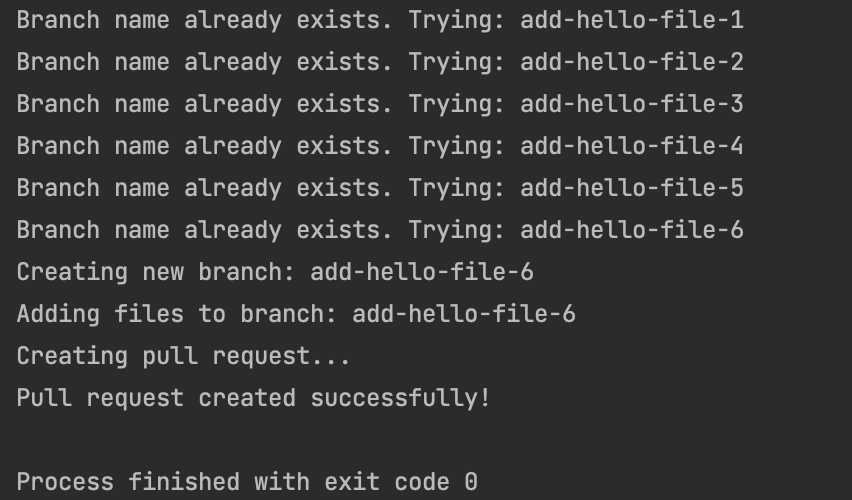 Branch name already exists. Trying: add-hello-file-1
Branch name already exists. Trying: add-hello-file-2
Branch name already exists. Trying: add-hello-file-3
Branch name already exists. Trying: add-hello-file-4
Branch name already exists. Trying: add-hello-file-5
Branch name already exists. Trying: add-hello-file-6
Creating new branch: add-hello-file-6
Adding files to branch: add-hello-file-6
Creating pull request...
Pull request created successfully!
Process finished with exit code 0